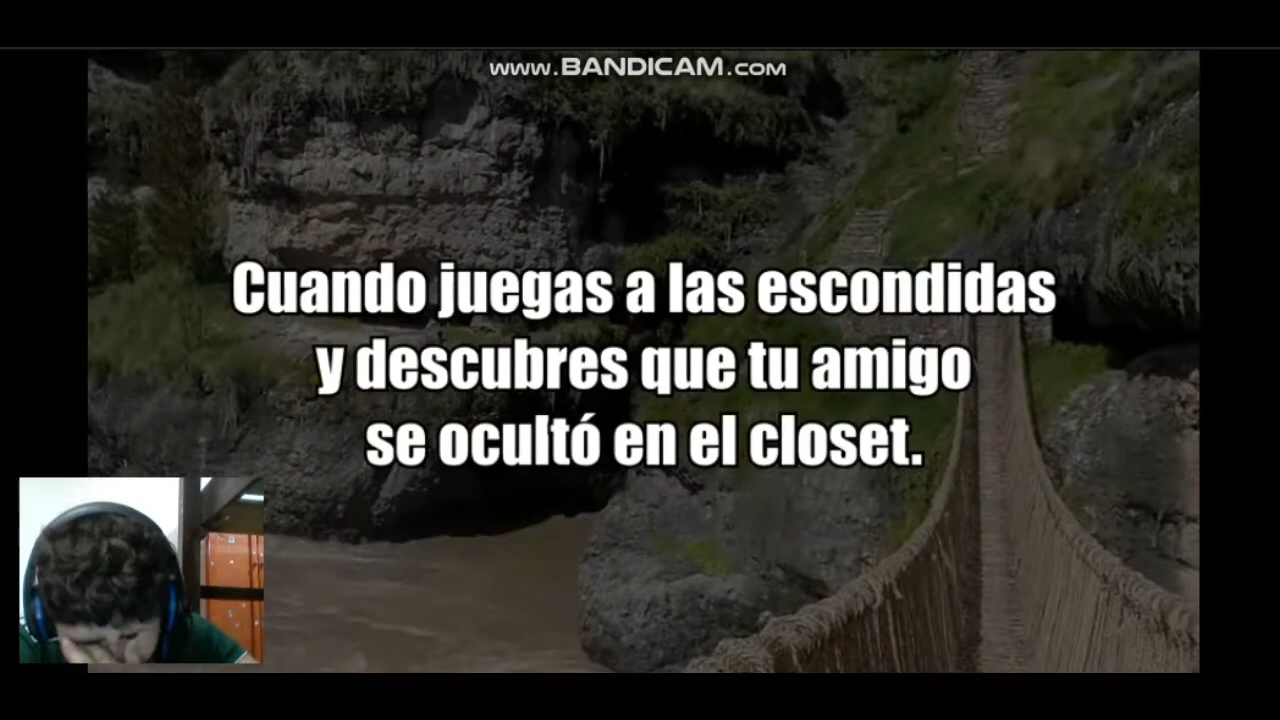 www.BANDICAM.com
Cuando juegas a las escondidas
y descubres que tu amigo
se ocultó en el closet.